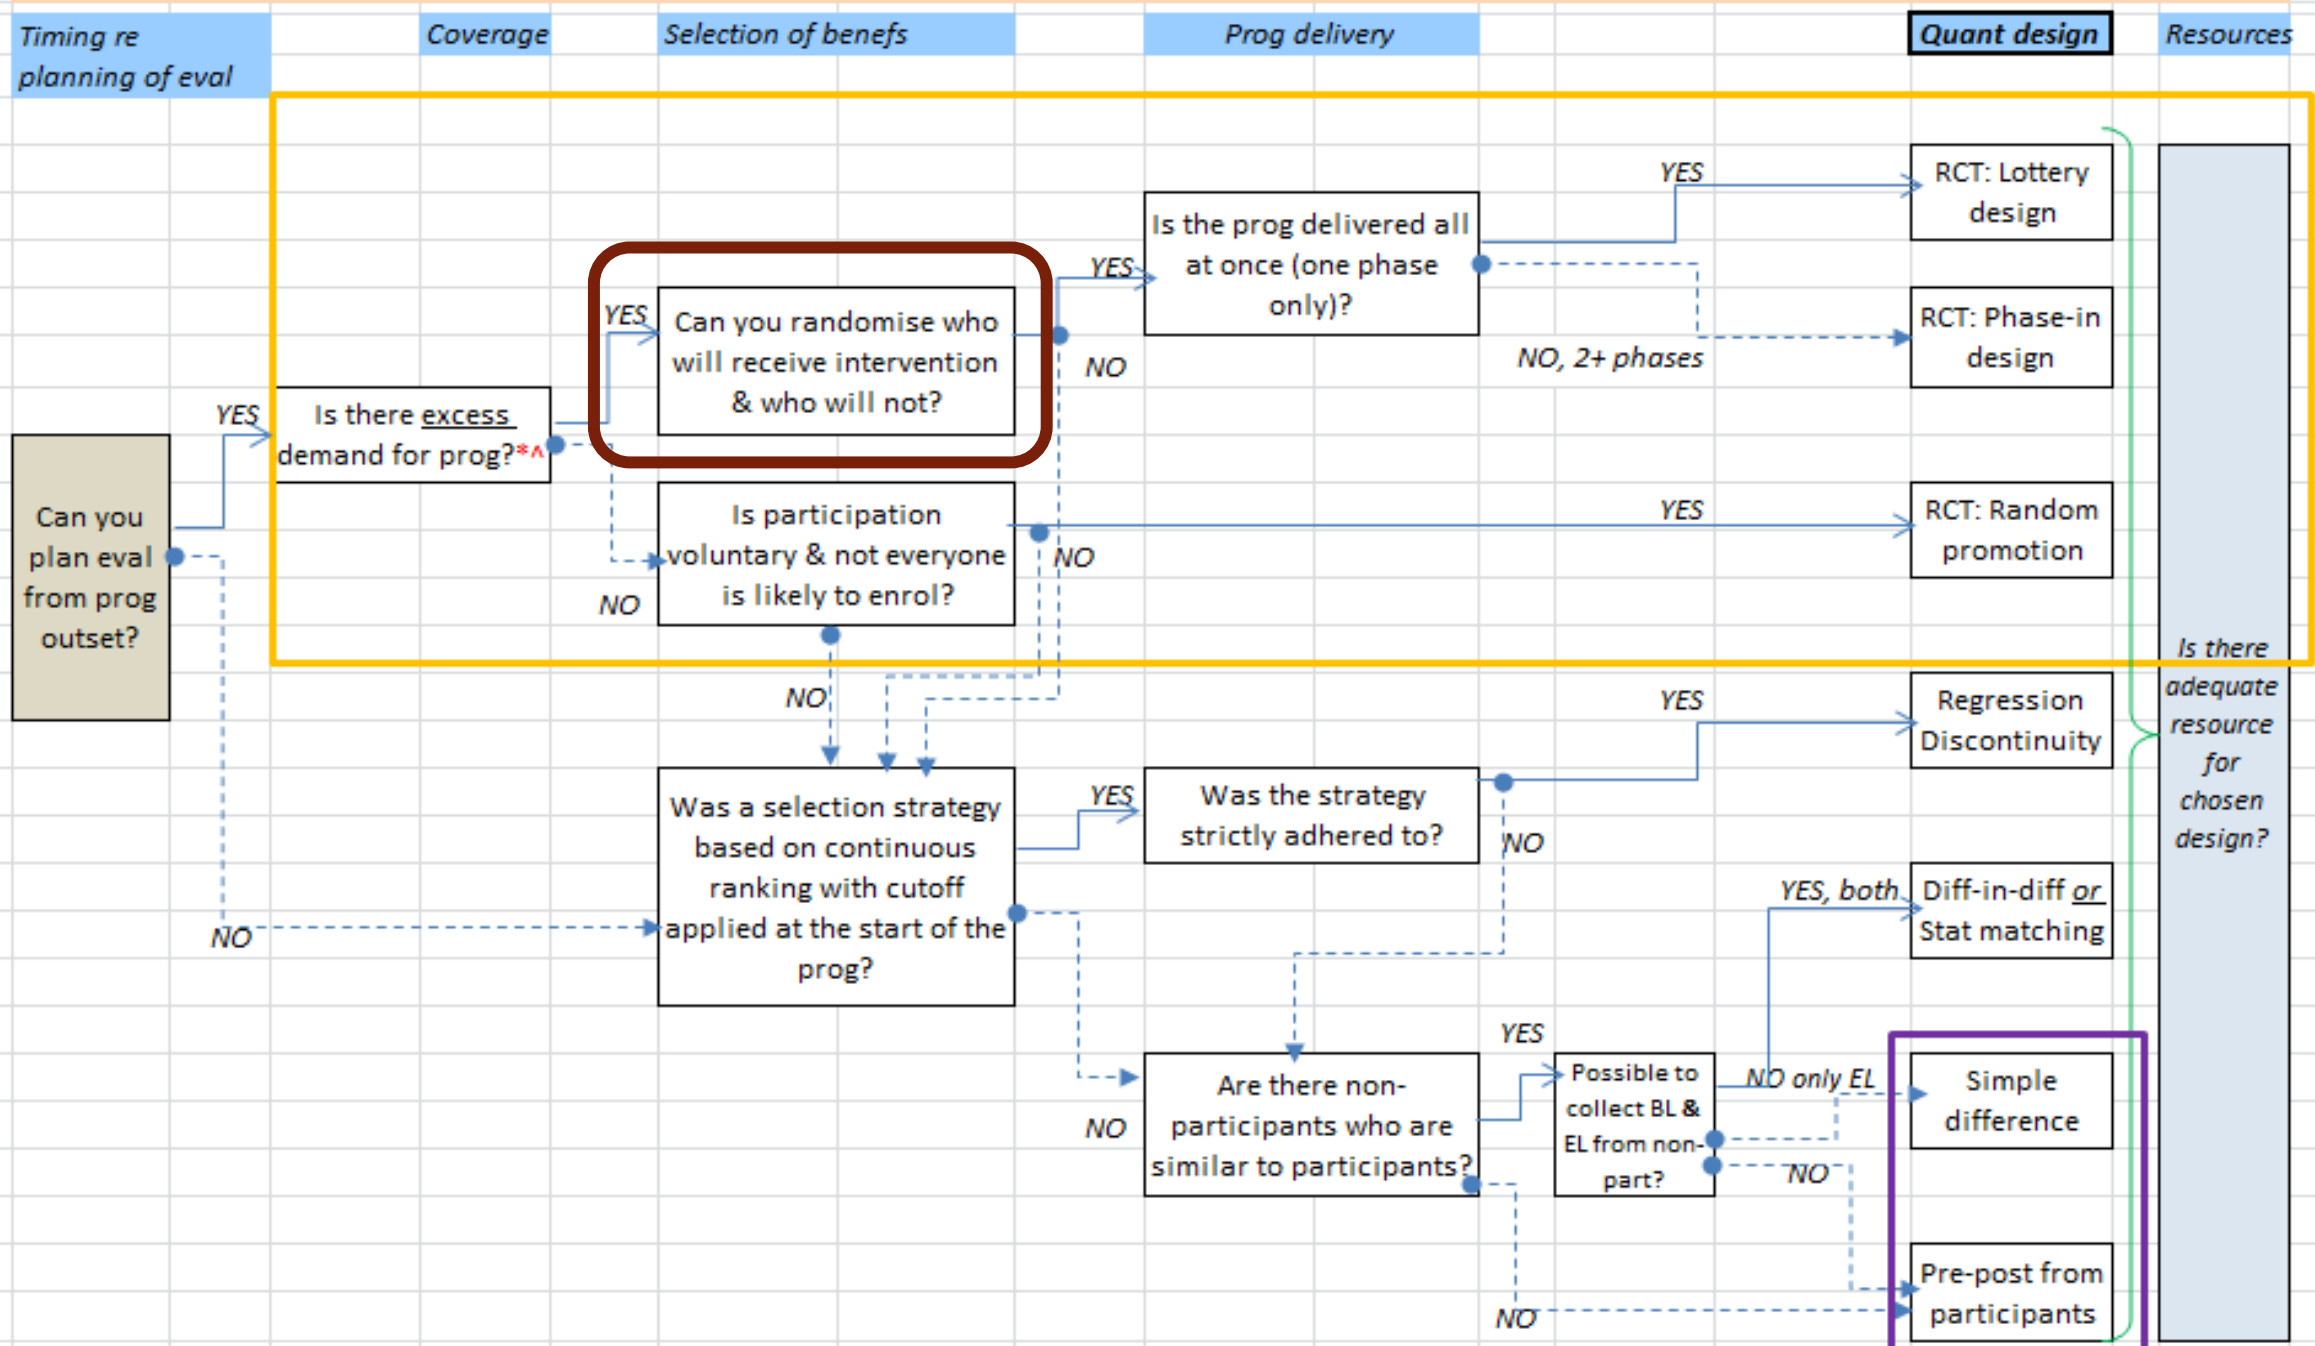 Timing re
planning of eval
Coverage
Selection of benefs
Prog delivery
Quant design
Resources
Can you
plan eval
from prog
outset?
YES
NO
Is there excess
demand for prog?*^
YES
NO
Can you randomise who
will receive intervention
& who will not?
YES
NO
Is the prog delivered all
at once (one phase
only)?
YES
NO, 2+ phases
RCT: Lottery
design
RCT: Phase-in
design
Is participation
voluntary & not everyone
is likely to enrol?
YES
NO
NO
RCT: Random
promotion
Was a selection strategy
based on continuous
ranking with cutoff
applied at the start of the
prog?
YES
NO
Was the strategy
strictly adhered to?
YES
NO
Regression
Discontinuity
Are there non-
participants who are
similar to participants?
YES
NO
Possible to
collect BL &
EL from non-
part?
YES, both
NO only EL
NO
Diff-in-diff or
Stat matching
Simple
difference
Pre-post from
participants
Is there
adequate
resource
for
chosen
design?